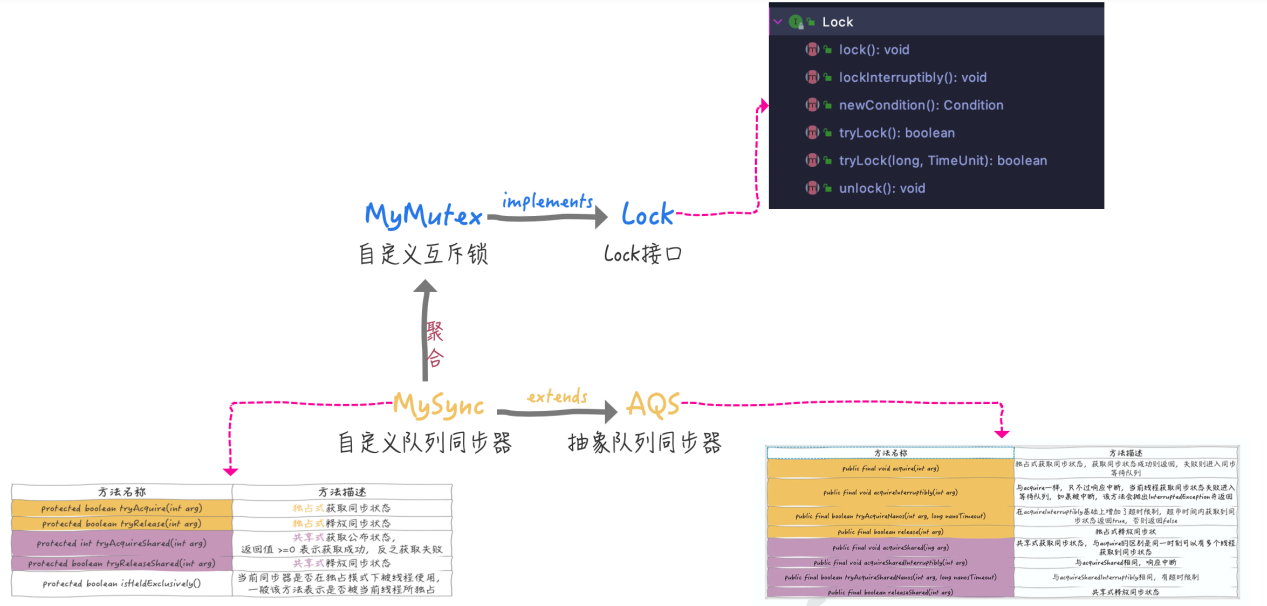 Lock
lock(): void
lockInterruptibly(): void
newCondition(): Condition
tryLock(): boolean
tryLock(long, TimeUnit): boolean
unlock(): void
MyMutex
implements
Lock
自定义互斥锁
Lock接口
聚合
MySync
extends
AQS
自定义队列同步器
抽象队列同步器
方法名称 方法描述
protected boolean tryAcquire(int arg) 独占式获取同步状态
protected boolean tryRelease(int arg) 独占式释放同步状态
protected int tryAcquireShared(int arg) 共享式获取公布状态,
返回值 >=0 表示获取成功, 反之获取失败
protected boolean tryReleaseShared(int arg) 共享式释放同步状态
protected boolean istHeldExclusively() 当前同步器是否在独占模式下被线程使用,
一般该方法表示是否被当前线程所独占
方法名称 方法描述
public final void acquire(int arg) 独占式获取同步状态, 获取同步状态成功则返回, 失败则进入同步
等待队列
public final void acquireInterruptibly(int arg) 与acquire一样, 只不过响应中断, 当前线程获取同步状态失败进入
等待队列, 如果被中断, 该方法会抛出InterruptedException并返回
public final boolean tryAcquireNanos(int arg, long nanosTimeout) 在acquireInterruptibly基础上增加了超时限制, 超市时间内获取到同
步状态返回true, 否则返回false
public final boolean release(int arg) 独占式释放同步状态
public final void acquireShared(ing arg) 共享式获取同步状态, 与acquire的区别是同一时刻可以有多个线程
获取到同步状态
public final void acquireSharedInterruptibly(int arg) 与acquireShared相同, 响应中断
public final boolean tryAcquireSharedNanos(int arg, long nonosTimeout) 与acquireSharedInterruptibly相同, 有超时限制
public final boolean releaseShared(int arg) 共享式释放同步状态